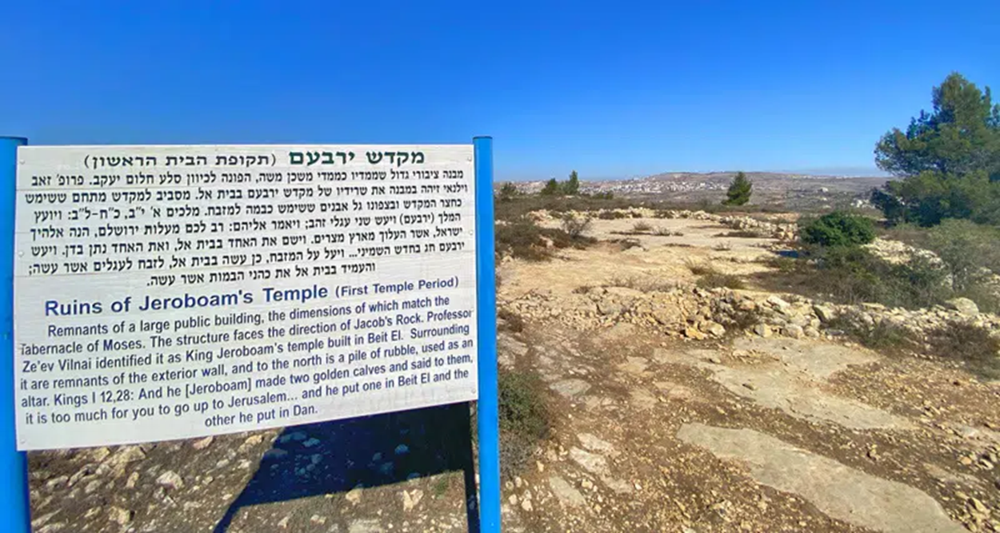 מקדש ירבעם (תקופת הבית הראשון)
מבנה ציבורי גדול שממדיו כממדי משכן משה, הפונה לכיוון סלע חלום יעקב. פרופ' זאב
וילנאי זיהה במבנה את שרידיו של מקדש ירבעם בבית אל. מסביב למקדש מתחם ששימש
כחצר המקדש ובצפונו גל אבנים ששימש כבמה למזבח. מלכים א' י"ב, כ"ח-ל"ב: ויועץ
המלך (ירבעם) ויעש שני עגלי זהב; ויאמר אליהם: רב לכם מעלות ירושלם, הנה אלהיך
ישראל, אשר העלוך מארץ מצרים. וישם את האחד בבית אל, ואת האחד נתן בדן. ויעש
ירבעם חג בחדש השמיני... ויעל על המזבח, כן עשה בבית אל, לזבח לעגלים אשר עשה;
והעמיד בבית אל את כהני הבמות אשר עשה.
Ruins of Jeroboam's Temple (First Temple Period)
Remnants of a large public building, the dimensions of which match the
Tabernacle of Moses. The structure faces the direction of Jacob's Rock. Professor
Ze'ev Vilnai identified it as King Jeroboam's temple built in Beit El. Surrounding
it are remnants of the exterior wall, and to the north is a pile of rubble, used as an
altar. Kings I 12,28: And he [Jeroboam] made two golden calves and said to them,
it is too much for you to go up to Jerusalem... and he put one in Beit El and the
other he put in Dan.